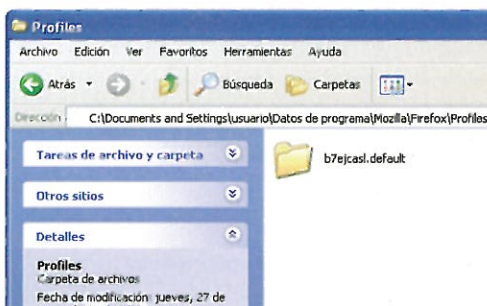 Profiles
Archivo Edición Ver Favoritos Herramientas Ayuda
Atrás Búsqueda Carpetas
Dirección C:\Documents and Settings\usuario\Datos de programa\Mozilla\Firefox\Profiles
Tareas de archivo y carpeta
b7ejcasl.default
Otros sitios
Detalles
Profiles
Carpeta de archivos
Fecha de modificación: jueves, 27 de